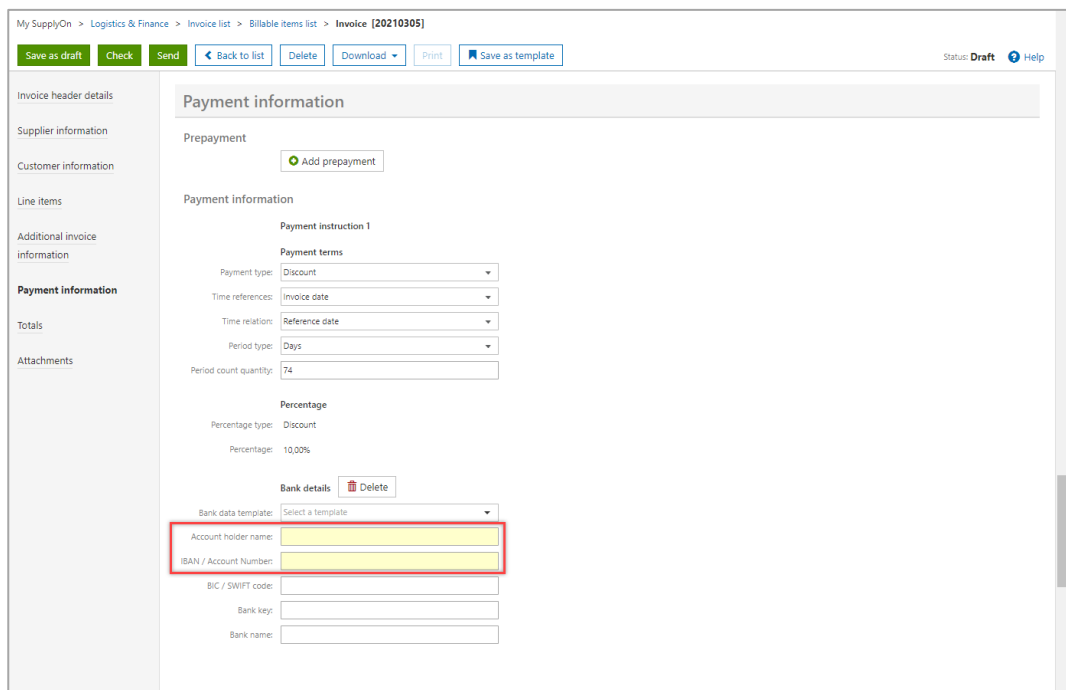 My SupplyOn > Logistics & Finance > Invoice list > Billable items list > Invoice [20210305]
Save as draft Check Send Back to list Delete Download Print Save as template Status: Draft Help
Invoice header details
Supplier information
Customer information
Line items
Additional invoice
information
Payment information
Totals
Attachments
Payment information
Prepayment
Add prepayment
Payment information
Payment instruction 1
Payment terms
Payment type: Discount
Time references: Invoice date
Time relation: Reference date
Period type: Days
Period count quantity: 74
Percentage
Percentage type: Discount
Percentage: 10,00%
Bank details Delete
Bank data template: Select a template
Account holder name:
IBAN / Account Number:
BIC / SWIFT code:
Bank key:
Bank name: